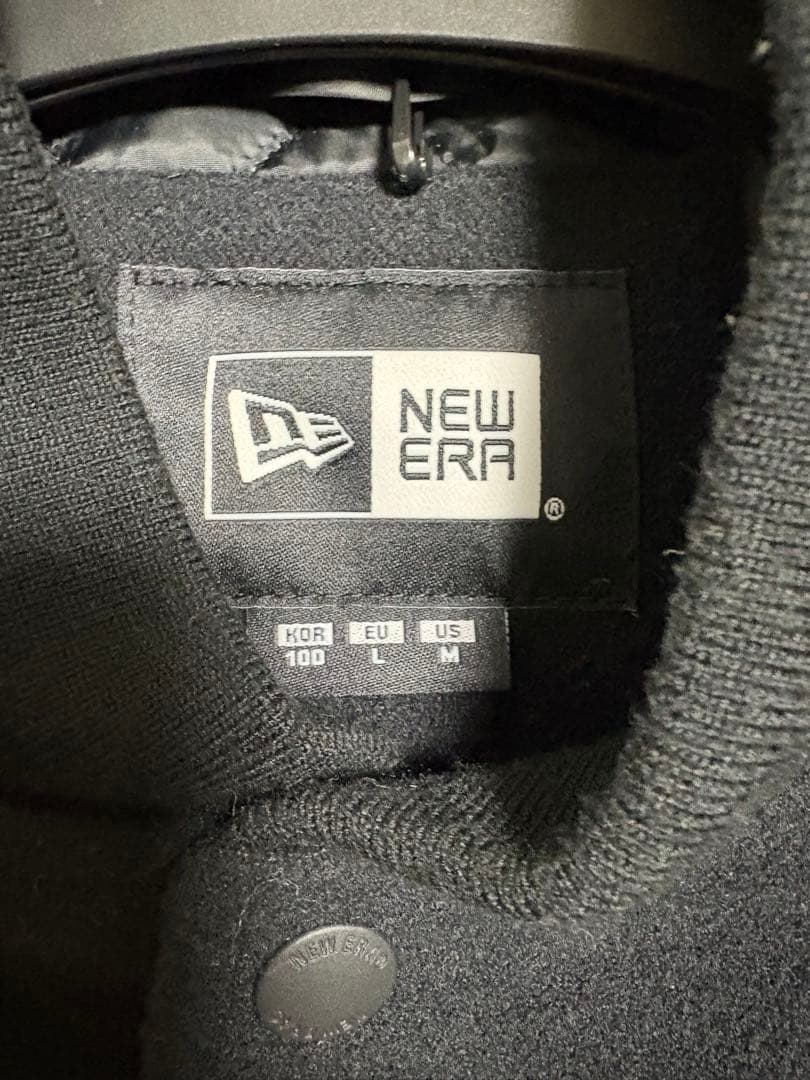 NEW
ERA
®
KOR EU US
100 L M
NEW ERA